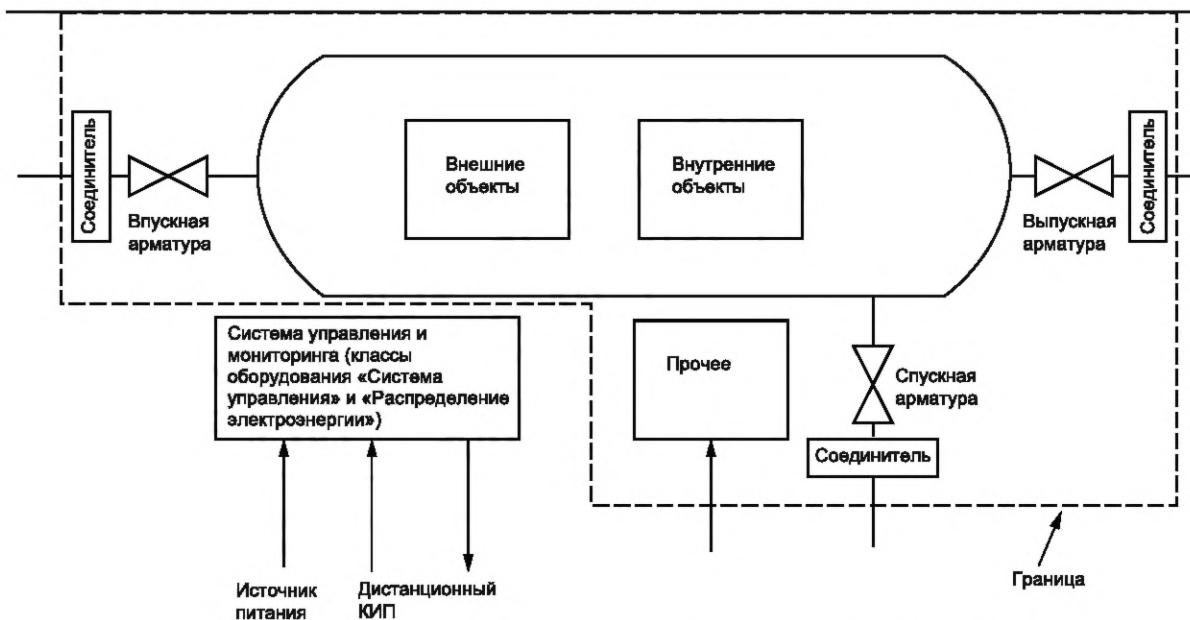 Соединитель
Впускная
арматура
Внешние
объекты
Внутренние
объекты
Выпускная
арматура
Соединитель
Система управления и
мониторинга (классы
оборудования «Система
управления» и «Распределение
электроэнергии»)
Прочее
Спускная
арматура
Соединитель
Источник
питания
Дистанционный
КИП
Граница